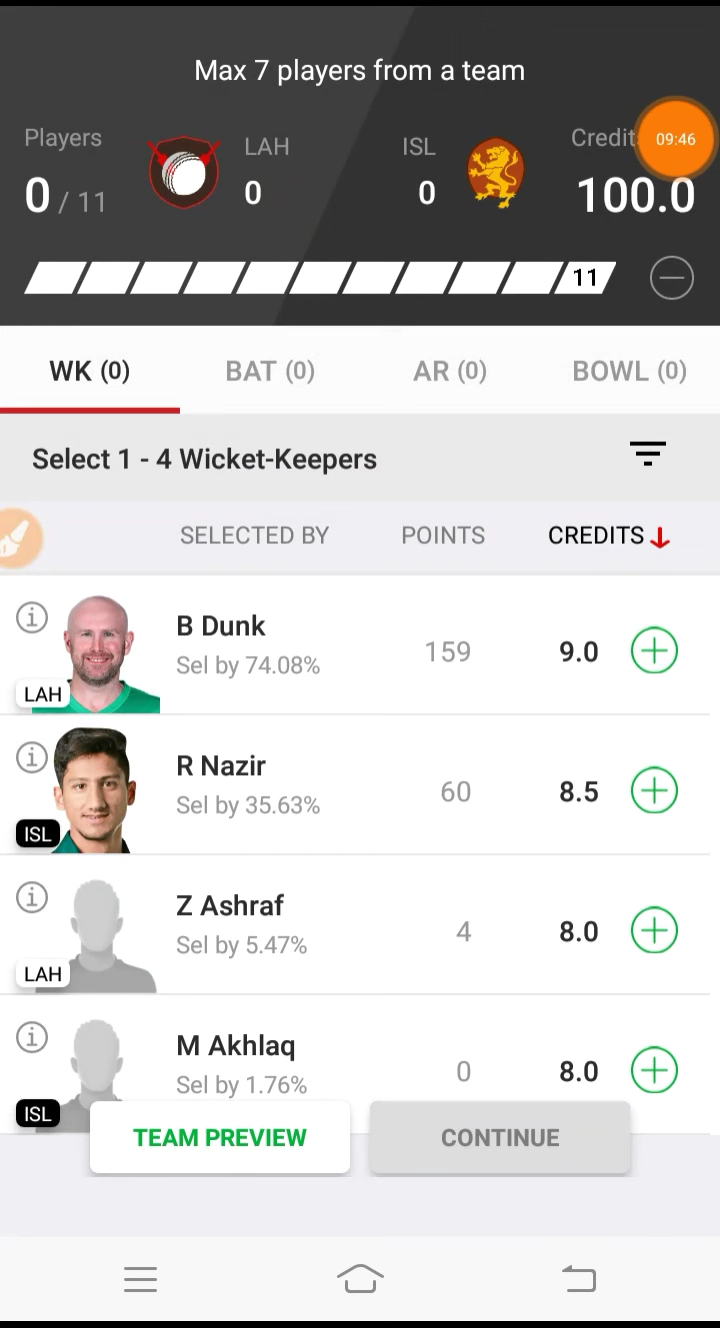 Max 7 players from a team
Players
LAH
ISL
Credit
09:46
0 / 11
0
0
100.0
11
WK (0)
BAT (0)
AR (0)
BOWL (0)
Select 1 - 4 Wicket-Keepers
SELECTED BY
POINTS
CREDITS
B Dunk
Sel by 74.08%
159
9.0
LAH
R Nazir
Sel by 35.63%
60
8.5
ISL
Z Ashraf
Sel by 5.47%
4
8.0
LAH
M Akhlaq
Sel by 1.76%
0
8.0
ISL
TEAM PREVIEW
CONTINUE